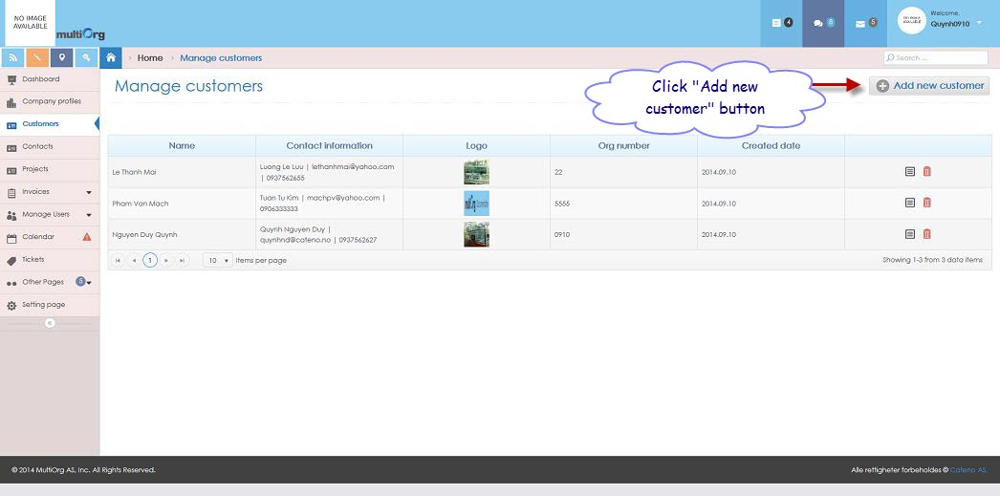 NO IMAGE
AVAILABLE
multiOrg
4
8
5
Welcome,
Quynh0910
Home
Manage customers
Search ...
Dashboard
Company profiles
Customers
Contacts
Projects
Invoices
Manage Users
Calendar
Tickets
Other Pages 5
Setting page
Manage customers
Click "Add new
customer" button
Add new customer
Name Contact information Logo Org number Created date
Le Thanh Mai
Luong Le Luu | lethanhmai@yahoo.com
| 0937562655
22
2014.09.10
Pham Van Mach
Tuan Tu Kim | machpv@yahoo.com |
0906333333
multiOrg
5555
2014.09.10
Nguyen Duy Quynh
Quynh Nguyen Duy |
quynhnd@cateno.no | 0937562627
0910
2014.09.10
1
10
Items per page
Showing 1-3 from 3 data items
© 2014 MultiOrg AS, Inc. All Rights Reserved.
Alle rettigheter forbeholdes © Cateno AS.